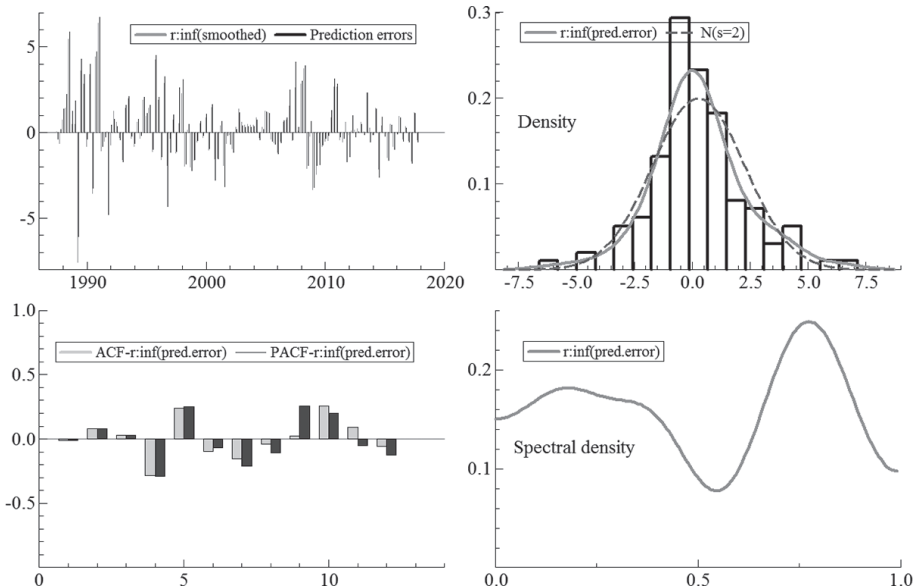 r:inf(smoothed) Prediction errors
5
0
-5
1990 2000 2010 2020
0.3
r:inf(pred.error) N(s=2)
0.2
Density
0.1
-7.5 -5.0 -2.5 0.0 2.5 5.0 7.5
1.0
ACF-r:inf(pred.error) PACF-r:inf(pred.error)
0.5
0.0
-0.5
0 5 10
r:inf(pred.error)
0.2
Spectral density
0.1
0.0 0.5 1.0